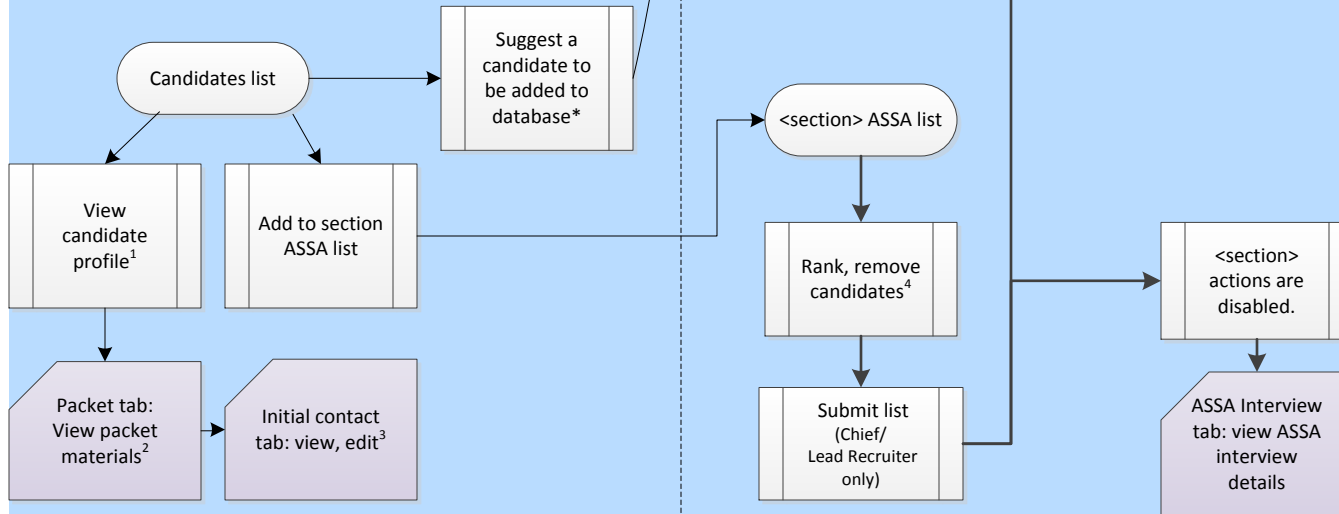 Candidates list
Suggest a
candidate to
be added to
database*
View
candidate
profile1
Add to section
ASSA list
Packet tab:
View packet
materials2
Initial contact
tab: view, edit3
<section> ASSA list
Rank, remove
candidates4
Submit list
(Chief/
Lead Recruiter
only)
<section>
actions are
disabled.
ASSA Interview
tab: view ASSA
interview
details